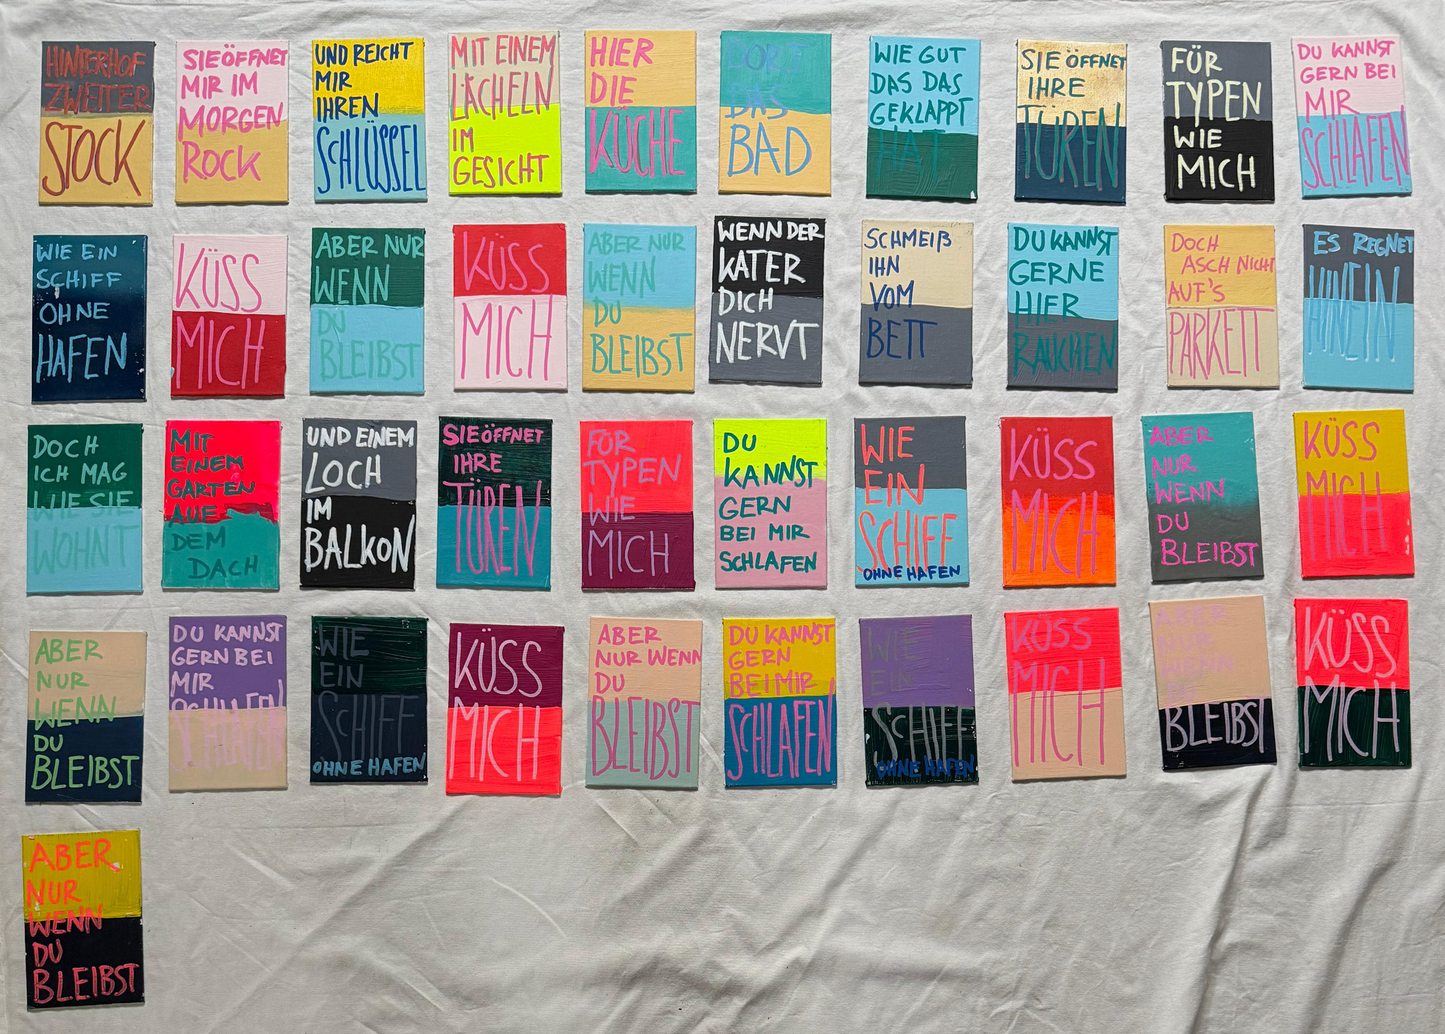 HINTERHOF
ZWEITER
STOCK
SIE ÖFFNET
MIR IM
MORGEN
ROCK
UND REICHT
MIR
IHREN
SCHLÜSSEL
MIT EINEM
LÄCHELN
IM
GESICHT
HIER
DIE
KÜCHE
DORT
DAS
BAD
WIE GUT
DAS DAS
GEKLAPPT
HAT
SIE ÖFFNET
IHRE
TÜREN
FÜR
TYPEN
WIE
MICH
DU KANNST
GERN BEI
MIR
SCHLAFEN
WIE EIN
SCHIFF
OHNE
HAFEN
KÜSS
MICH
ABER NUR
WENN
DU
BLEIBST
KÜSS
MICH
ABER NUR
WENN
DU
BLEIBST
WENN DER
KATER
DICH
NERVT
SCHMEIß
IHN
VOM
BETT
DU KANNST
GERNE
HIER
RAUCHEN
DOCH
ASCH NICHT
AUF'S
PARKETT
ES REGNET
HINEIN
DOCH
ICH MAG
WIE SIE
WOHNT
MIT
EINEM
GARTEN
AUF
DEM
DACH
UND EINEM
LOCH
IM
BALKON
SIE ÖFFNET
IHRE
TÜREN
FÜR
TYPEN
WIE
MICH
DU
KANNST
GERN
BEI MIR
SCHLAFEN
WIE
EIN
SCHIFF
OHNE HAFEN
KÜSS
MICH
ABER
NUR
WENN
DU
BLEIBST
KÜSS
MICH
ABER
NUR
WENN
DU
BLEIBST
DU KANNST
GERN BEI
MIR
SCHLAFEN
WIE
EIN
SCHIFF
OHNE HAFEN
KÜSS
MICH
ABER
NUR WENN
DU
BLEIBST
DU KANNST
GERN
BEI MIR
SCHLAFEN
WIE
EIN
SCHIFF
OHNE HAFEN
KÜSS
MICH
ABER
NUR
WENN
DU
BLEIBST
KÜSS
MICH
ABER
NUR
WENN
DU
BLEIBST